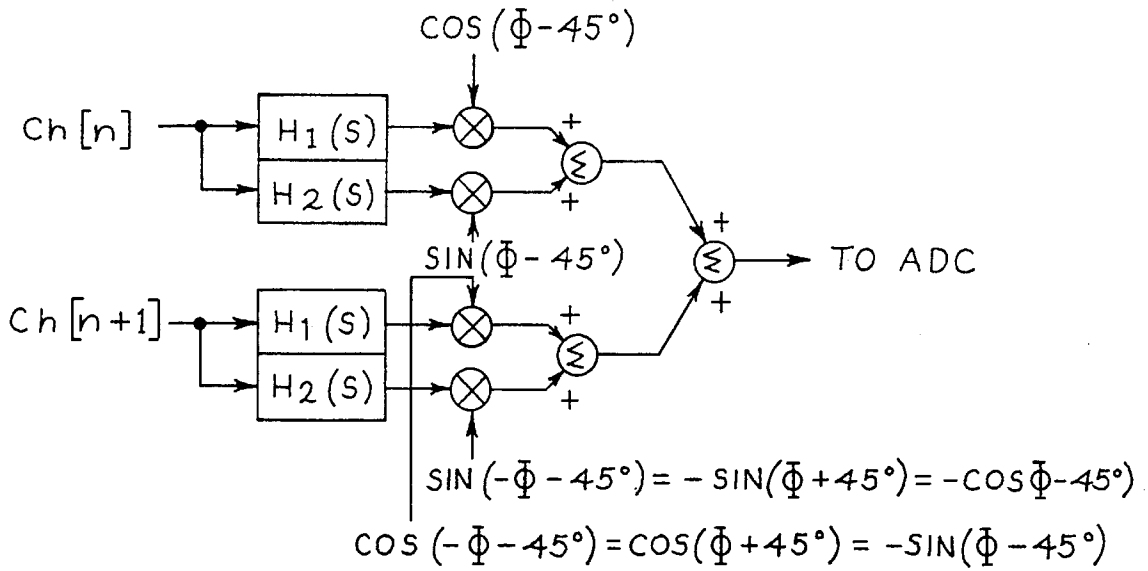 COS(Φ-45°)
Ch[n]
H1(S)
+
Σ
H2(S)
+
SIN(Φ-45°)
+
Σ
TO ADC
+
Ch[n+1]
H1(S)
+
Σ
H2(S)
+
SIN(-Φ-45°)=-SIN(Φ+45°)=-COSΦ-45°)
COS(-Φ-45°)=COS(Φ+45°)=-SIN(Φ-45°)